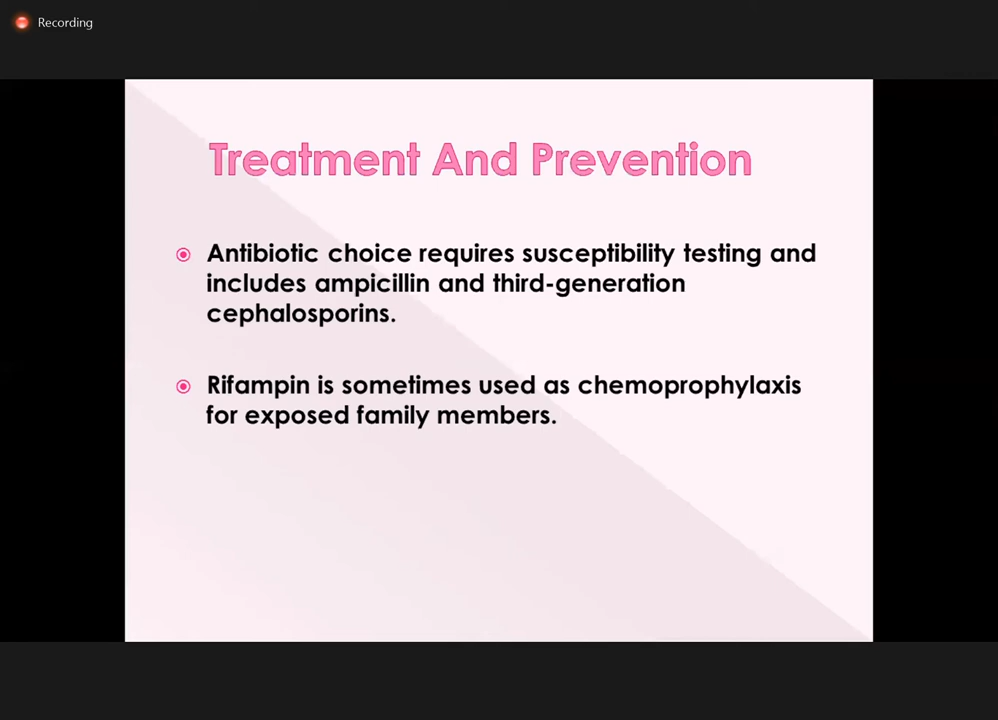 Recording
Treatment And Prevention
Antibiotic choice requires susceptibility testing and
includes ampicillin and third-generation
cephalosporins.
Rifampin is sometimes used as chemoprophylaxis
for exposed family members.